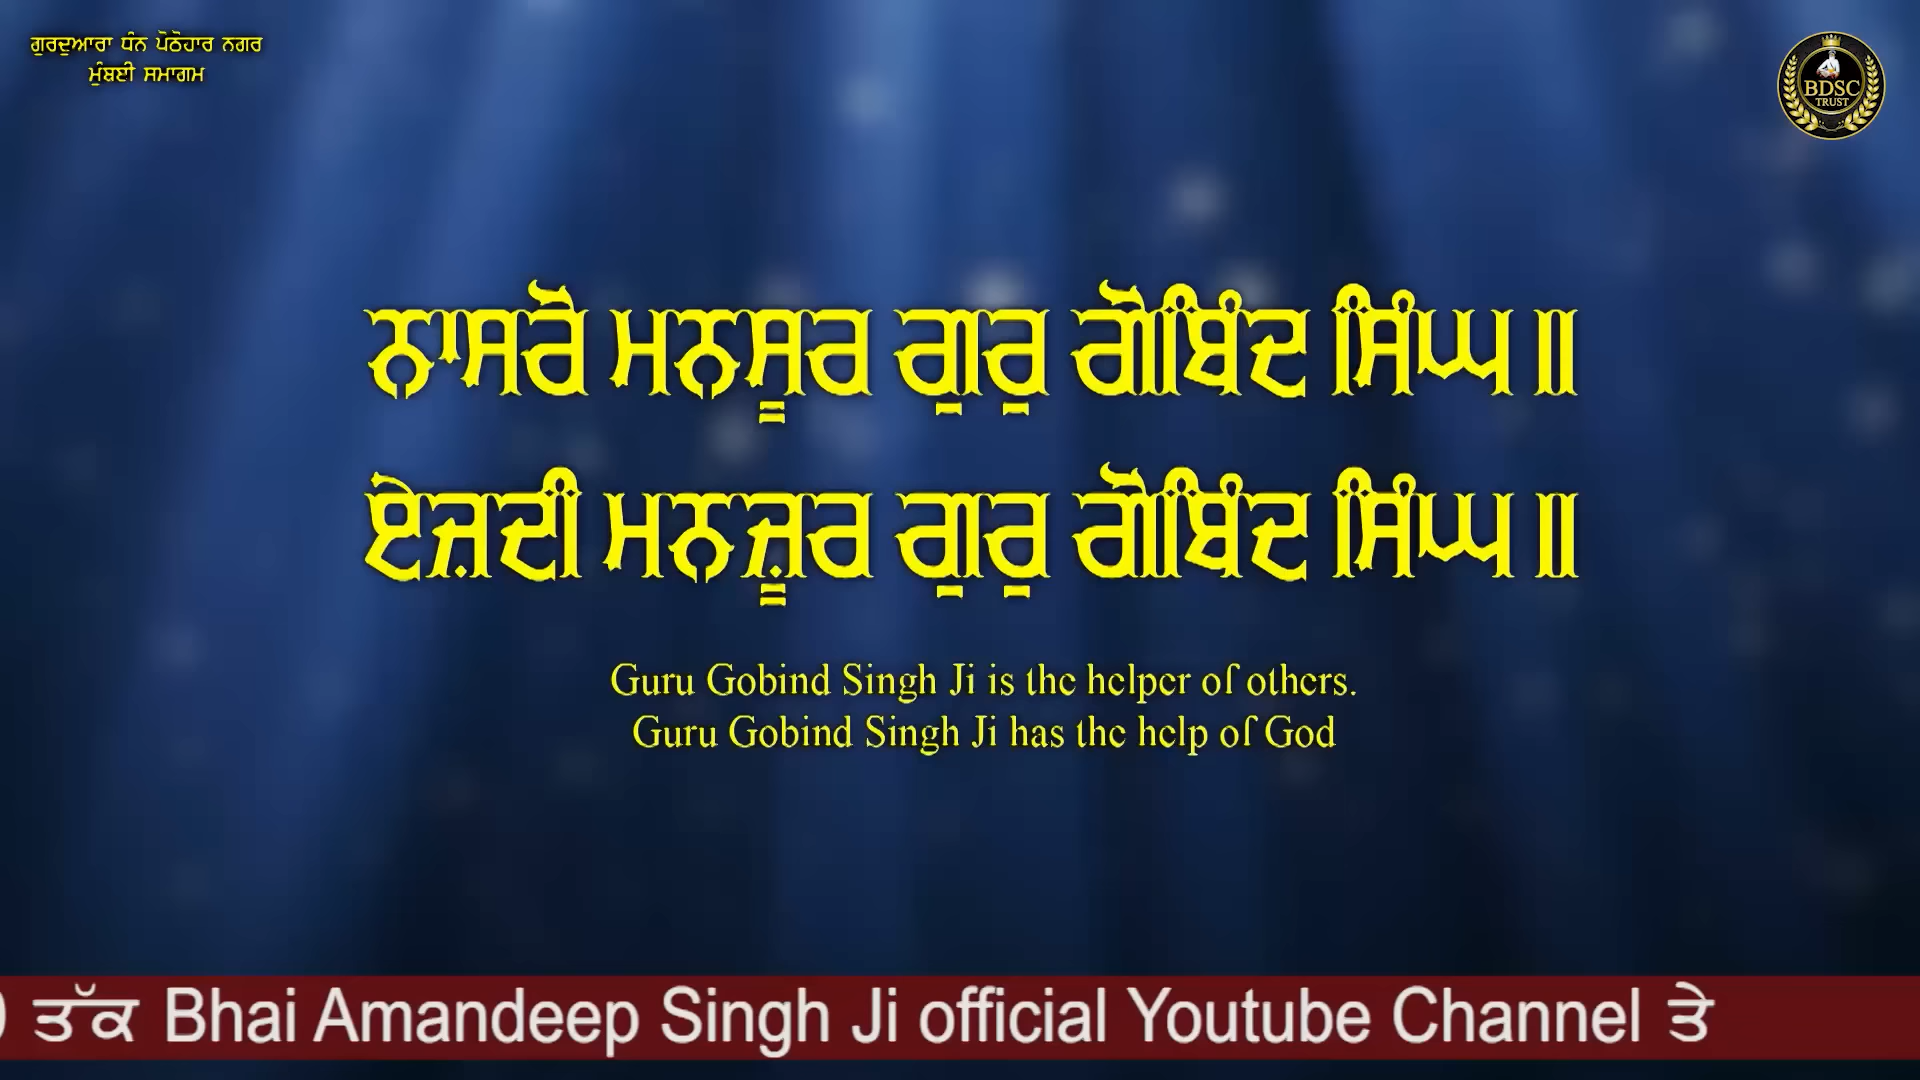 ਗੁਰਦੁਆਰਾ ਧੰਨ ਪੋਠੋਹਾਰ ਨਗਰ
ਮੁੰਬਈ ਸਮਾਗਮ
BDSC
TRUST
ਨਾਸਰੋ ਮਨਸੂਰ ਗੁਰੁ ਗੋਬਿੰਦ ਸਿੰਘ॥
ਏਜ਼ਦੀ ਮਨਜ਼ੂਰ ਗੁਰੁ ਗੋਬਿੰਦ ਸਿੰਘ॥
Guru Gobind Singh Ji is the helper of others.
Guru Gobind Singh Ji has the help of God
ਤੱਕ Bhai Amandeep Singh Ji official Youtube Channel ਤੇ